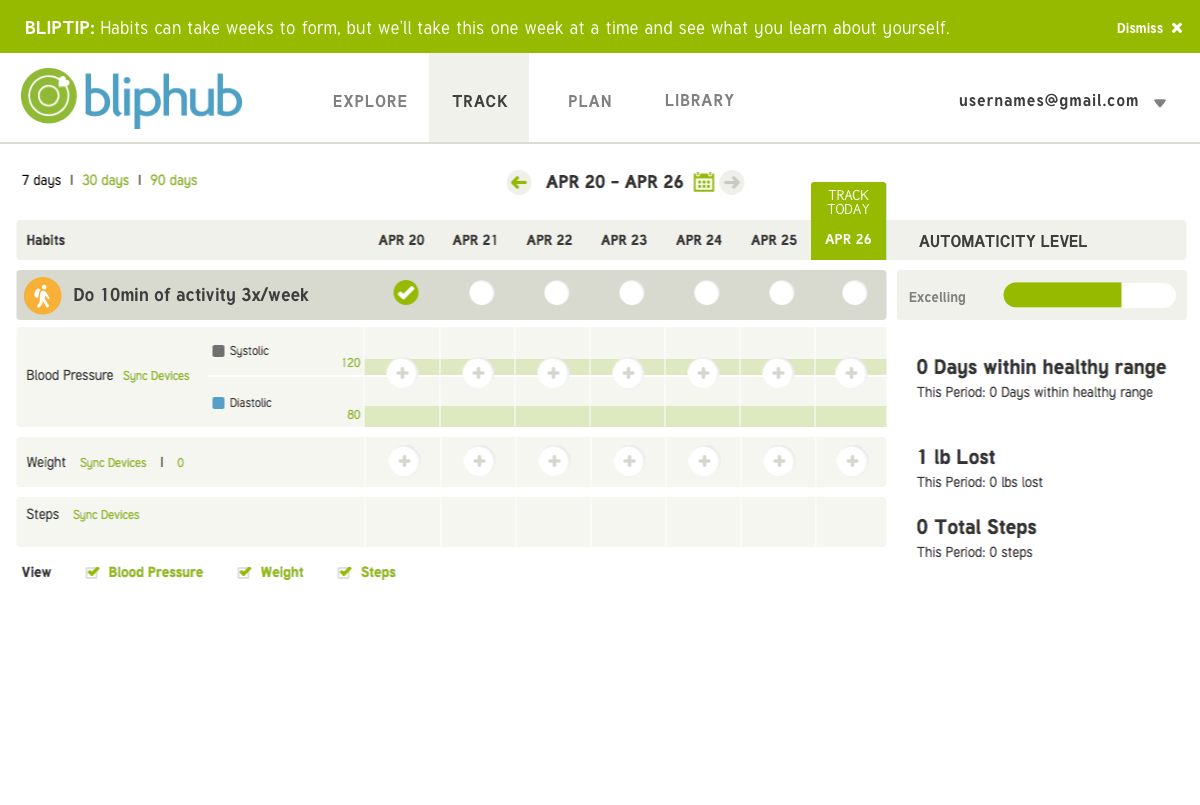 BLIPTIP: Habits can take weeks to form, but we'll take this one week at a time and see what you learn about yourself.
Dismiss
bliphub
EXPLORE
TRACK
PLAN
LIBRARY
usernames@gmail.com
7 days | 30 days | 90 days
APR 20 - APR 26
TRACK
TODAY
Habits
APR 20
APR 21
APR 22
APR 23
APR 24
APR 25
APR 26
AUTOMATICITY LEVEL
Do 10min of activity 3x/week
Excelling
Systolic
120
Blood Pressure Sync Devices
Diastolic
80
0 Days within healthy range
This Period: 0 Days within healthy range
Weight Sync Devices | 0
1 lb Lost
This Period: 0 lbs lost
Steps Sync Devices
0 Total Steps
This Period: 0 steps
View
Blood Pressure
Weight
Steps